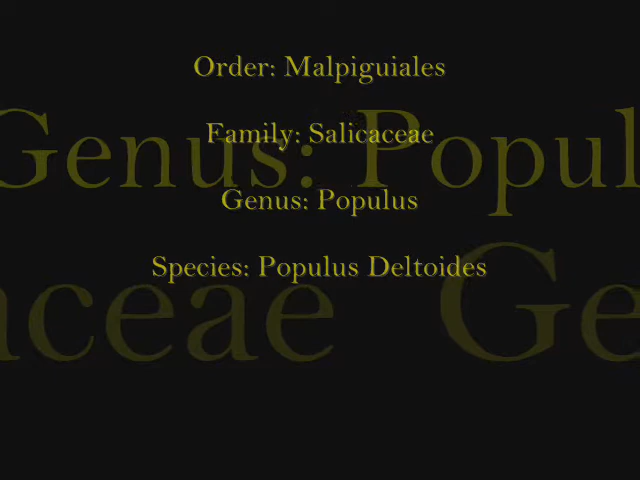 Order: Malpiguiales
Family: Salicaceae
Genus: Popul
Genus: Populus
Species: Populus Deltoides
aceae Ge